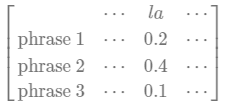 ⋯ la ⋯
phrase 1 ⋯ 0.2 ⋯
phrase 2 ⋯ 0.4 ⋯
phrase 3 ⋯ 0.1 ⋯